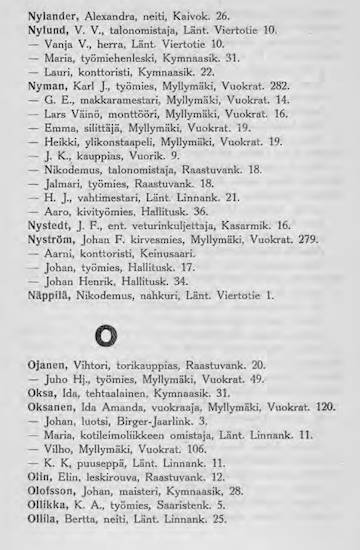 Nylander, Alexandra, neiti, Kaivok. 26.
Nylund, V. V., talonomistaja, Länt. Viertotie 10.
— Vanja V., herra, Länt. Viertotie 10.
— Maria, työmiehenleski, Kymnaasik. 31.
— Lauri, konttoristi, Kymnaasik. 22.
Nyman, Karl J., työmies, Myllymäki, Vuokrat. 282.
— G. E., makkaramestari, Myllymäki, Vuokrat. 14.
— Lars Väinö, monttööri, Myllymäki, Vuokrat. 16.
— Emma, silittäjä, Myllymäki, Vuokrat. 19.
— Heikki, ylikonstaapeli, Myllymäki, Vuokrat. 19.
— J. K., kauppias, Vuorik. 9.
— Nikodemus, talonomistaja, Raastuvank. 18.
— Jalmari, työmies, Raastuvank. 18.
— H. J., vahtimestari, Länt. Linnank. 21.
— Aaro, kivityömies, Hallitusk. 36.
Nystedt, J. F., ent. veturinkuljettaja, Kasarmik. 16.
Nyström, Johan F. kirvesmies, Myllymäki, Vuokrat. 279.
— Aarni, konttoristi, Keinusaari.
— Johan, työmies, Hallitusk. 17.
— Johan Henrik, Hallitusk. 34.
Näppilä, Nikodemus, nahkuri, Länt. Viertotie 1.
O
Ojanen, Vihtori, torikauppias, Raastuvank. 20.
— Juho Hj., työmies, Myllymäki, Vuokrat. 49.
Oksa, Ida, tehtaalainen, Kymnaasik. 31.
Oksanen, Ida Amanda, vuokraaja, Myllymäki, Vuokrat. 120.
— Johan, luotsi, Birger-Jaarlink. 3.
— Maria, kotileimoliikkeen omistaja, Länt. Linnank. 11.
— Vilho, Myllymäki, Vuokrat. 106.
— K. K, puuseppä, Länt. Linnank. 11.
Olin, Elin, leskirouva, Raastuvank. 12.
Olofsson, Johan, maisteri, Kymnaasik, 28.
Ollikka, K. A., työmies, Saaristenk. 5.
Ollila, Bertta, neiti, Länt. Linnank. 25.